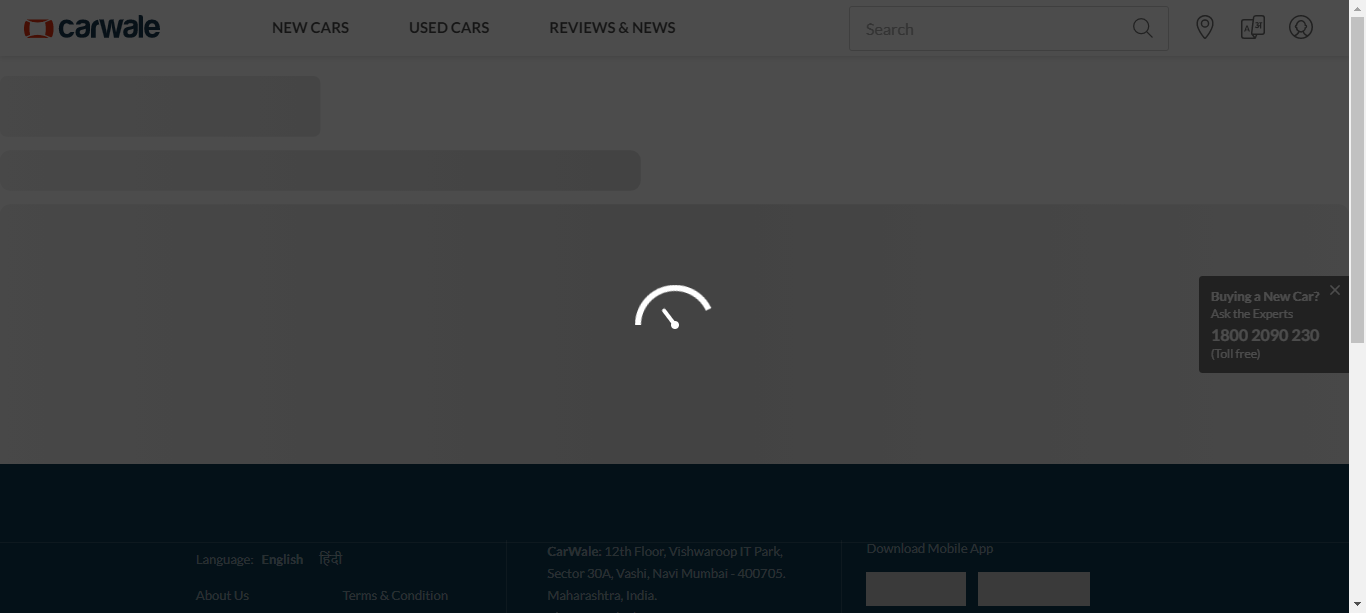 carwale
NEW CARS
USED CARS
REVIEWS & NEWS
Search
Buying a New Car?
Ask the Experts
1800 2090 230
(Toll free)
Language: English हिंदी
About Us
Terms & Condition
CarWale: 12th Floor, Vishwaroop IT Park,
Sector 30A, Vashi, Navi Mumbai - 400705,
Maharashtra, India.
Download Mobile App